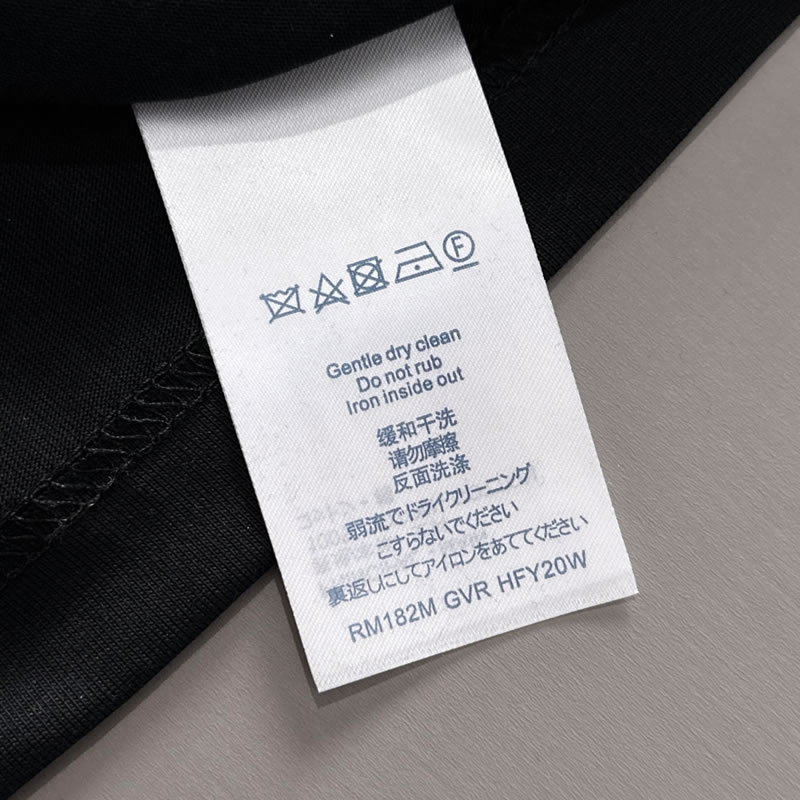 F
Gentle dry clean
Do not rub
Iron inside out
缓和干洗
请勿摩擦
反面洗涤
弱流でドライクリーニング
こすらないでください
裏返しにしてアイロンをあててください
RM182M GVR HFY20W